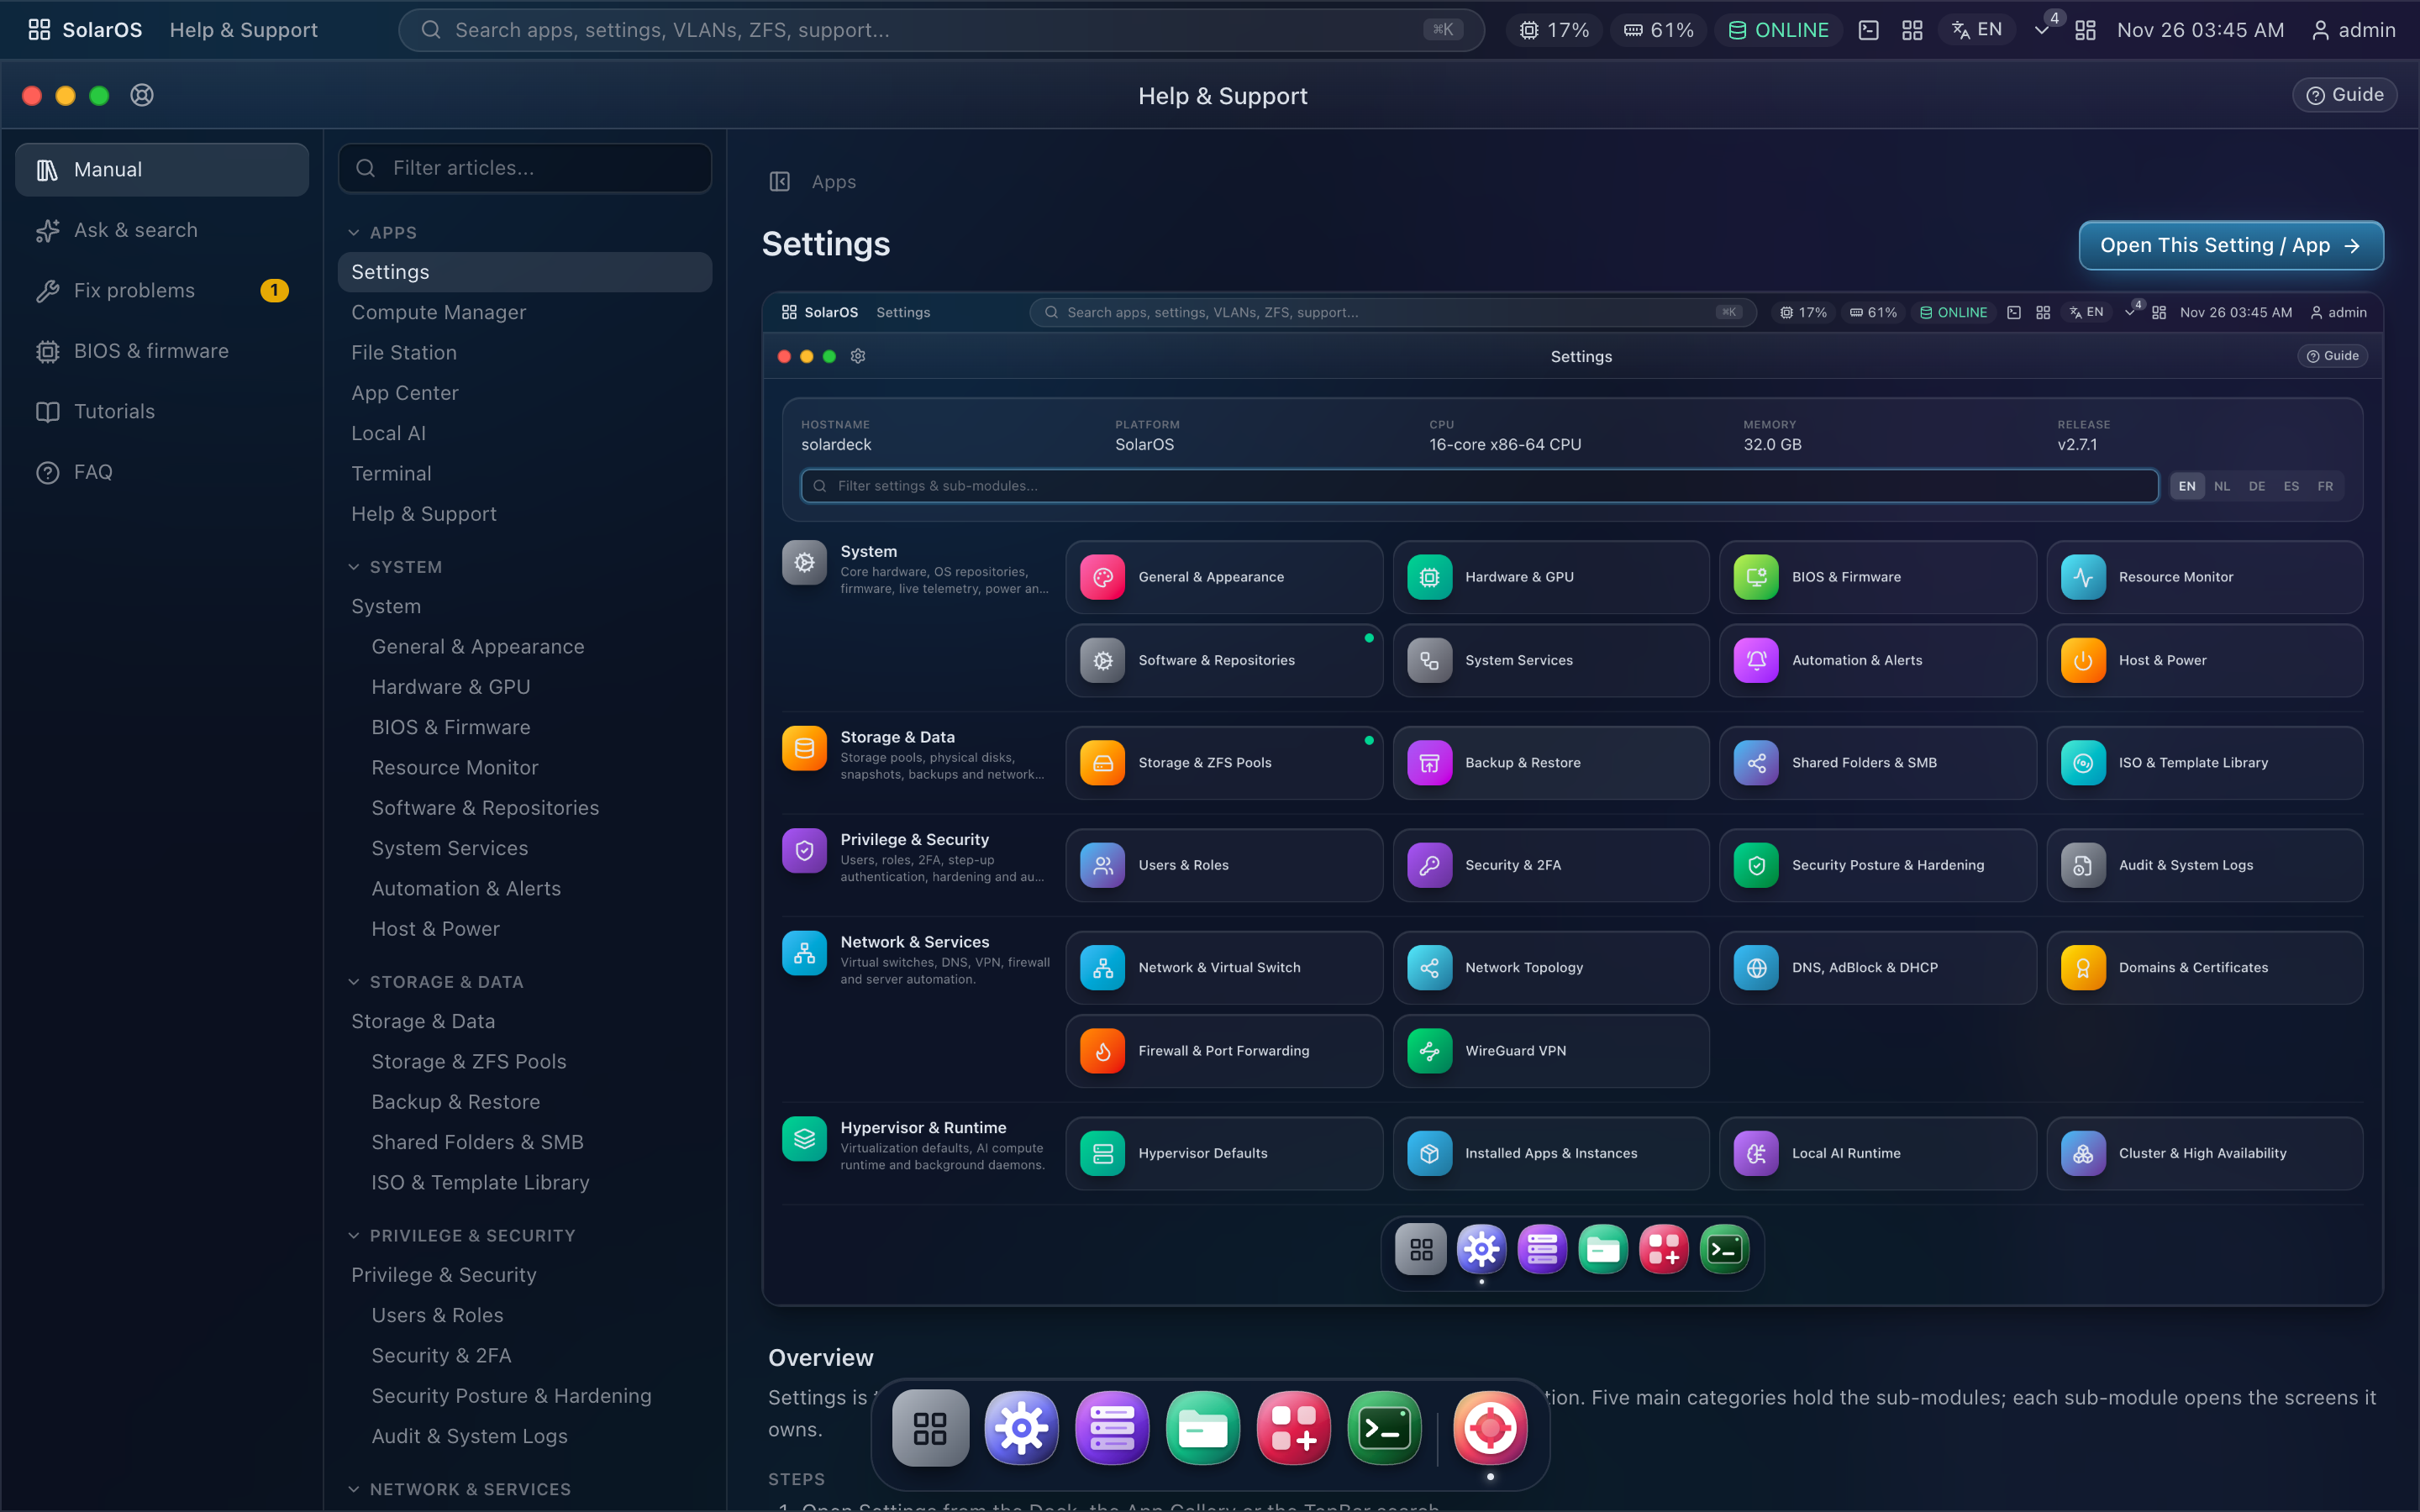 SolarOS Help & Support Search apps, settings, VLANs, ZFS, support... ⌘K 17% 61% ONLINE EN 4 Nov 26 03:45 AM admin
Help & Support Guide
Manual
Ask & search
Fix problems 1
BIOS & firmware
Tutorials
FAQ
Filter articles...
APPS
Settings
Compute Manager
File Station
App Center
Local AI
Terminal
Help & Support
SYSTEM
System
General & Appearance
Hardware & GPU
BIOS & Firmware
Resource Monitor
Software & Repositories
System Services
Automation & Alerts
Host & Power
STORAGE & DATA
Storage & Data
Storage & ZFS Pools
Backup & Restore
Shared Folders & SMB
ISO & Template Library
PRIVILEGE & SECURITY
Privilege & Security
Users & Roles
Security & 2FA
Security Posture & Hardening
Audit & System Logs
NETWORK & SERVICES
Apps
Settings Open This Setting / App
SolarOS Settings Search apps, settings, VLANs, ZFS, support... ⌘K 17% 61% ONLINE EN 4 Nov 26 03:45 AM admin
Settings Guide
HOSTNAME PLATFORM CPU MEMORY RELEASE
solardeck SolarOS 16-core x86-64 CPU 32.0 GB v2.7.1
Filter settings & sub-modules... EN NL DE ES FR
System
Core hardware, OS repositories,
firmware, live telemetry, power an...
General & Appearance Hardware & GPU BIOS & Firmware Resource Monitor
Software & Repositories System Services Automation & Alerts Host & Power
Storage & Data
Storage pools, physical disks,
snapshots, backups and network...
Storage & ZFS Pools Backup & Restore Shared Folders & SMB ISO & Template Library
Privilege & Security
Users, roles, 2FA, step-up
authentication, hardening and au...
Users & Roles Security & 2FA Security Posture & Hardening Audit & System Logs
Network & Services
Virtual switches, DNS, VPN, firewall
and server automation.
Network & Virtual Switch Network Topology DNS, AdBlock & DHCP Domains & Certificates
Firewall & Port Forwarding WireGuard VPN
Hypervisor & Runtime
Virtualization defaults, AI compute
runtime and background daemons.
Hypervisor Defaults Installed Apps & Instances Local AI Runtime Cluster & High Availability
Overview
Settings is tion. Five main categories hold the sub-modules; each sub-module opens the screens it
owns.
STEPS
1. Open Settings from the Dock, the App Gallery or the TopBar search